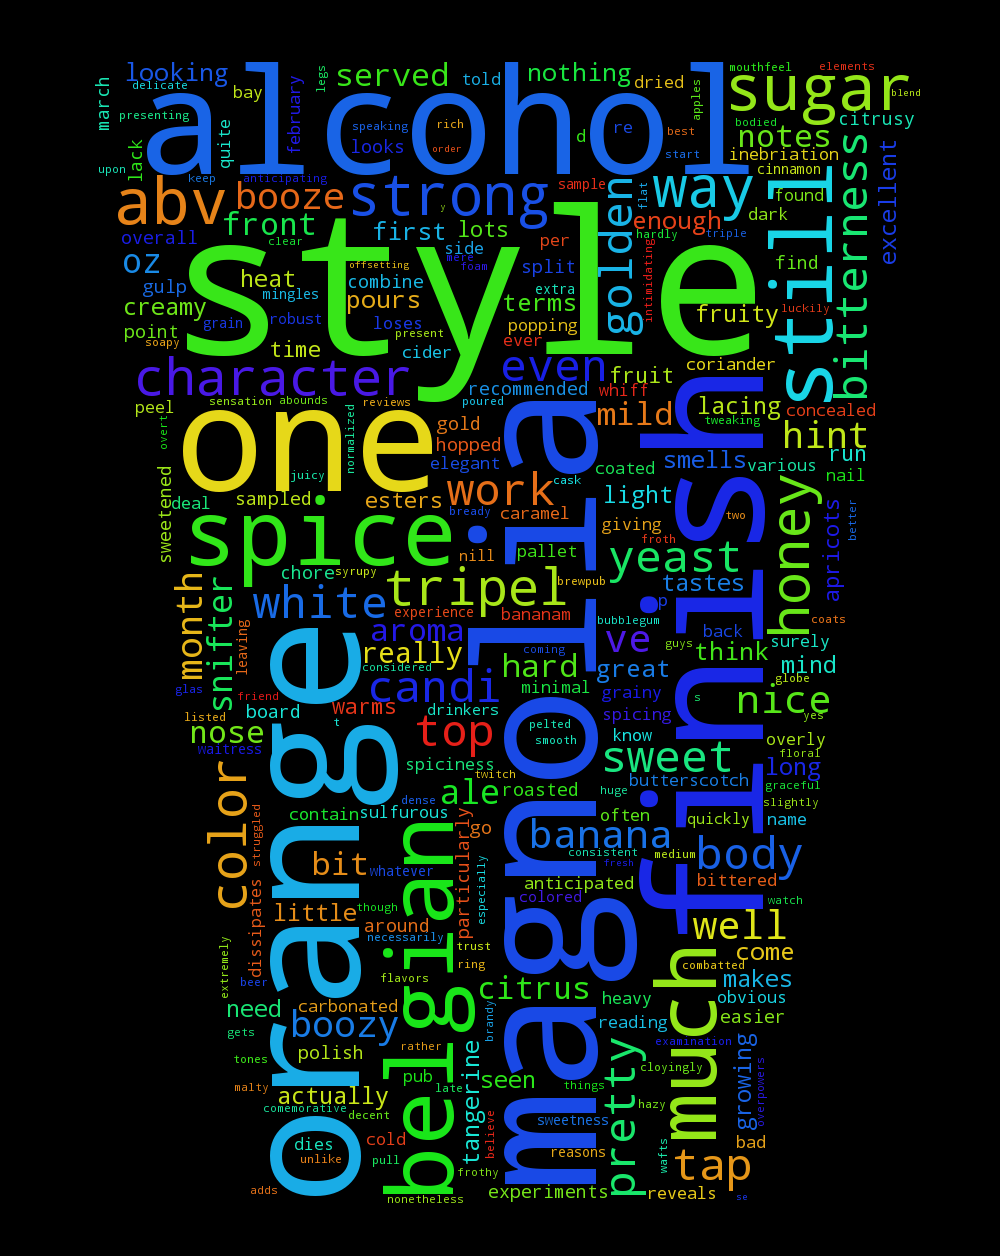 alcohol
style
one
orange
magnolia
finish
spice
belgian
sugar
abv
strong
way
still
much
tripel
character
booze
front
served
looking
nothing
dried
mouthfeel
elements
blend
delicate
presenting
march
bay
february
legs
told
apples
notes
citrusy
bodied
best
start
inebriation
cinnamon
found
dark
excellent
bitterness
upon
lack
quite
keep
anticipating
looks
speaking
rich
order
d
re
sample
flat
golden
enough
hardly
triple
intimidating
find
luckily
overall
oz
gulp
creamy
point
soapy
grain
heat
mingles
robust
time
clear
first
lots
side
y
mere
foam
offsetting
combine
pours
loses
present
cider
per
split
extra
terms
popping
ever
even
fruity
coriander
fruit
whiff
recommended
poured
mild
lacing
tweaking
concealed
hint
run
nail
various
smells
peel
overt
sensation
abounds
reviews
normalized
gold
hopped
elegant
juicy
work
cask
bready
caramel
esters
sampled
deal
sweetened
coated
light
giving
froth
two
honey
apricots
better
coats
yeast
tastes
pallet
nill
brewpub
chore
syrupy
white
experience
bananam
bubblegum
p
month
snifter
leaving
aroma
really
considered
candi
coming
hard
minimal
ve
back
guys
think
surely
mind
globe
great
grainy
spicing
s
nice
yes
glas
friend
listed
board
t
warms
drinkers
nose
waitress
top
pelted
smooth
know
sweet
overly
floral
long
graceful
slightly
butterscotch
spiciness
twitch
color
struggled
contain
sulfurous
dense
ale
roasted
huge
often
quickly
name
go
banana
consistent
medium
fresh
body
bit
whatever
particularly
especially
anticipated
colored
bittered
watch
little
though
around
necessarily
dissipates
extremely
trust
ring
well
come
combatted
beer
flavors
citrus
makes
obvious
easier
need
carbonated
boozy
gets
heavy
reading
brandy
rather
examination
tones
polish
malty
actually
pub
late
seen
things
cloyingly
growing
overpowers
comemorative
decent
tangerine
believe
sweetness
hazy
pretty
dies
unlike
cold
pull
reasons
wafts
bad
tap
adds
frothy
experiments
nonetheless
reveals
se